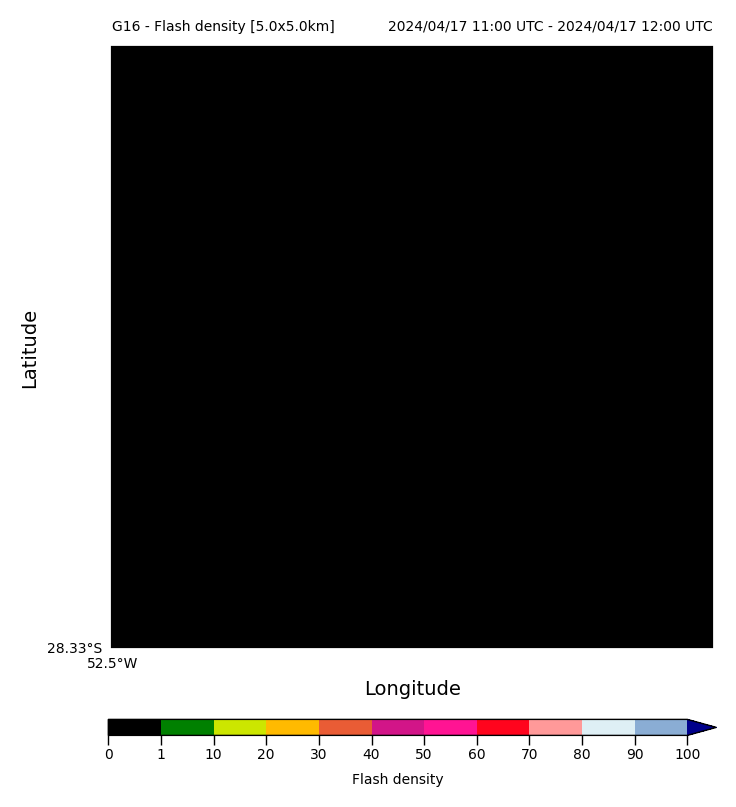 G16 - Flash density [5.0x5.0km] 2024/04/17 11:00 UTC - 2024/04/17 12:00 UTC
Latitude
28.33°S
52.5°W
Longitude
0 1 10 20 30 40 50 60 70 80 90 100
Flash density